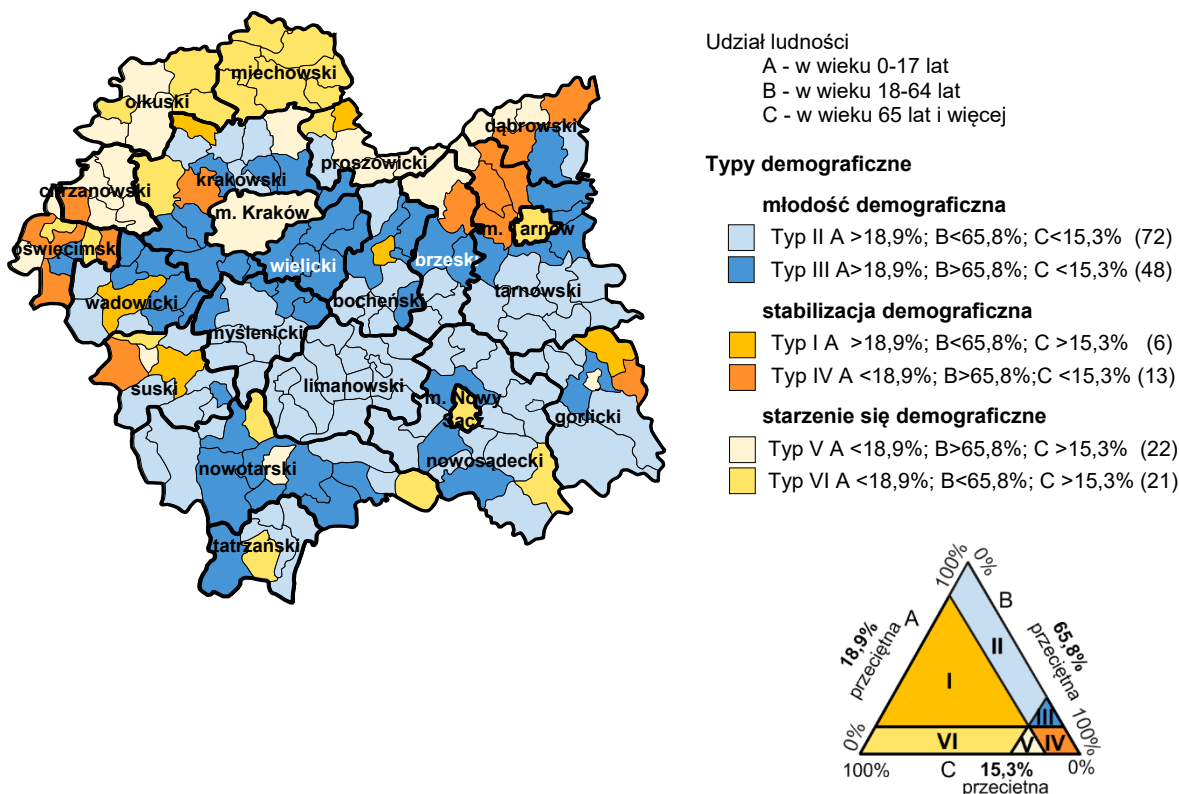 miechowski
olkuski
dąbrowski
proszowicki
krakowski
chrzanowski
m. Kraków
m. Tarnów
oświęcimski
wielicki
brzesk
tarnowski
wadowicki
bocheński
myślenicki
limanowski
suski
m. Nowy
Sącz
gorlicki
nowosądecki
nowotarski
tatrzański
Udział ludności
A - w wieku 0-17 lat
B - w wieku 18-64 lat
C - w wieku 65 lat i więcej
Typy demograficzne
młodość demograficzna
Typ II A >18,9%; B<65,8%; C<15,3% (72)
Typ III A>18,9%; B>65,8%; C <15,3% (48)
stabilizacja demograficzna
Typ I A >18,9%; B<65,8%; C >15,3% (6)
Typ IV A <18,9%; B>65,8%;C <15,3% (13)
starzenie się demograficzne
Typ V A <18,9%; B>65,8%; C >15,3% (22)
Typ VI A <18,9%; B<65,8%; C >15,3% (21)
100%
0%
A
B
18,9%
przeciętna
65,8%
przeciętna
II
I
III
0%
100%
VI
V
IV
100%
C
15,3%
0%
przeciętna